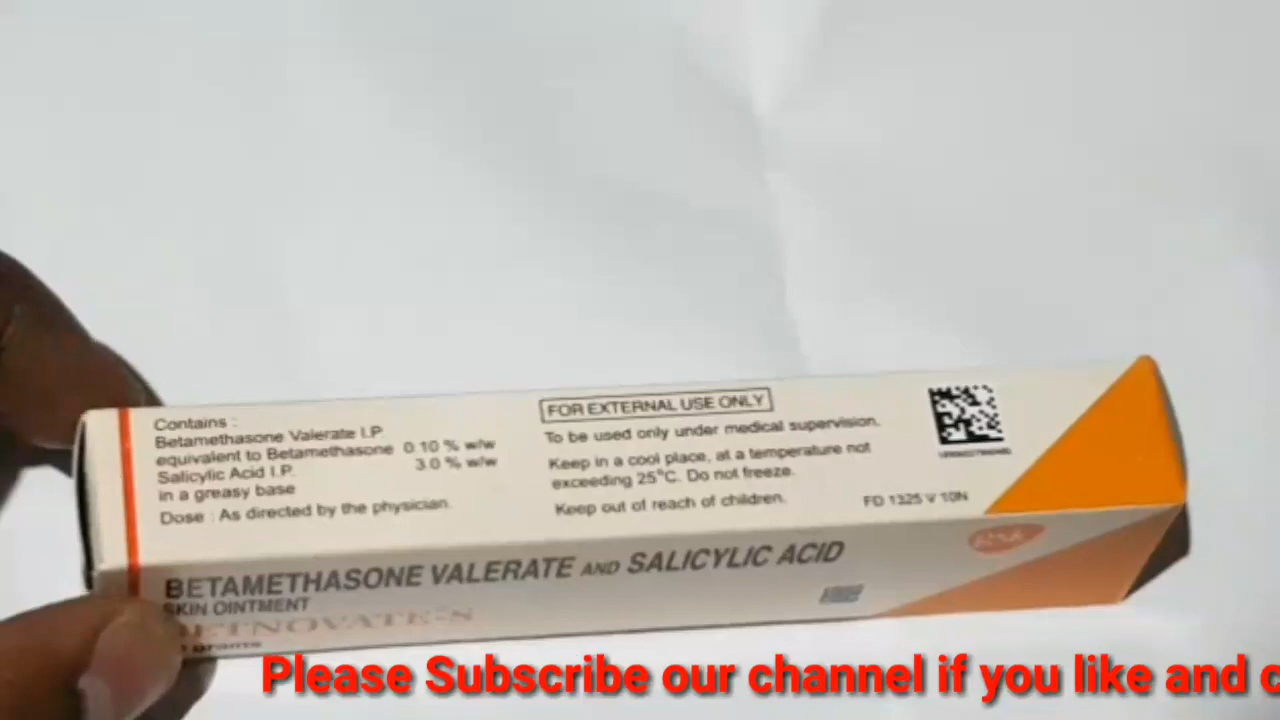 Contains :
Betamethasone Valerate I.P.
equivalent to Betamethasone 0.10 % w/w
Salicylic Acid I.P. 3.0 % w/w
in a greasy base
Dose : As directed by the physician.
FOR EXTERNAL USE ONLY
To be used only under medical supervision.
Keep in a cool place, at a temperature not
exceeding 25°C. Do not freeze.
Keep out of reach of children.
FD 1325 V 10N
BETAMETHASONE VALERATE AND SALICYLIC ACID
SKIN OINTMENT
BETNOVATE-S
grams
gsk
Please Subscribe our channel if you like and c